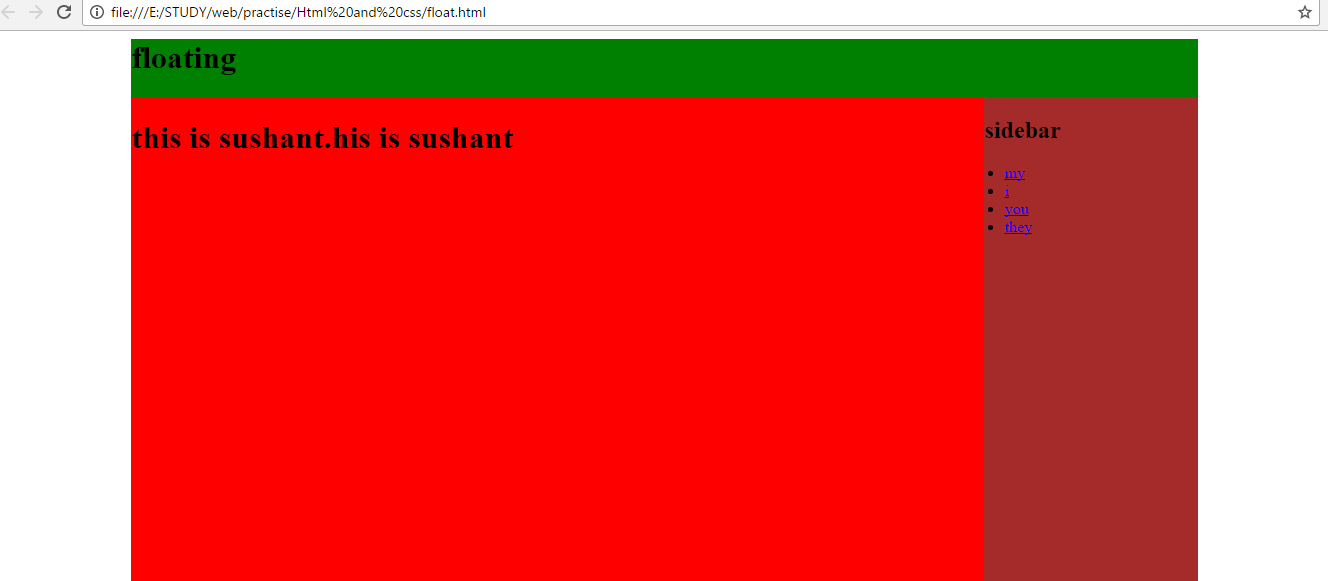 file:///E:/STUDY/web/practise/Html%20and%20css/float.html
floating
this is sushant.his is sushant
sidebar
my
i
you
they